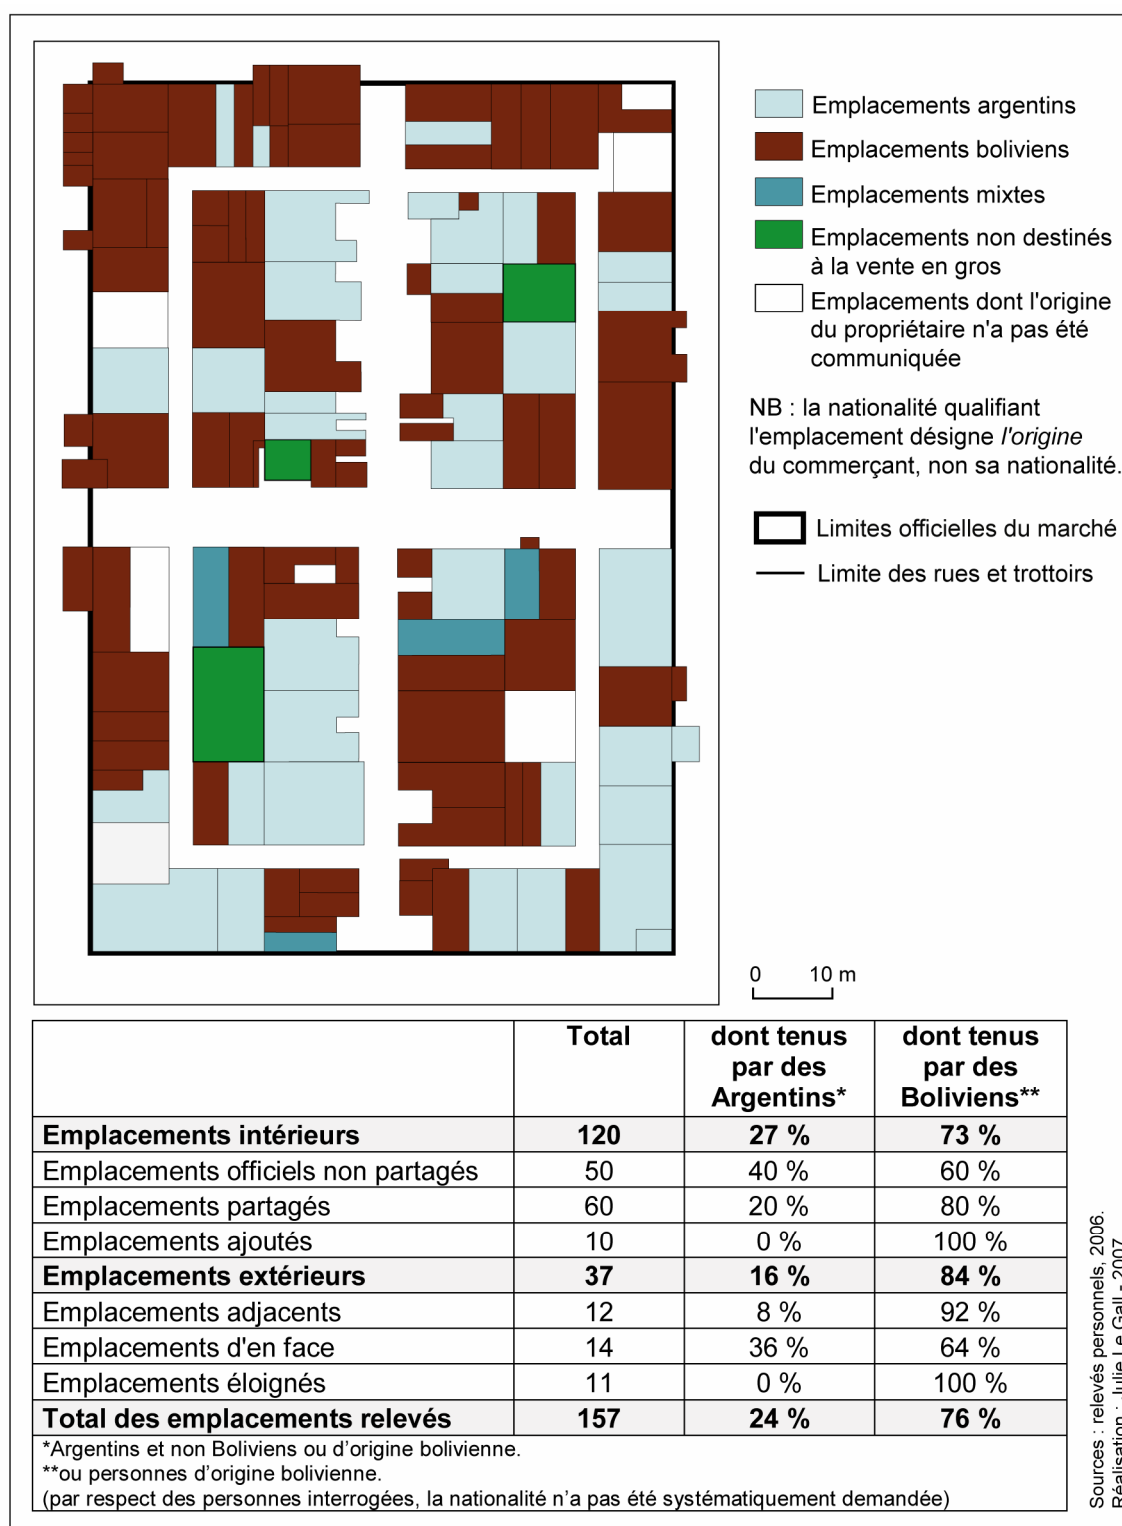 Emplacements argentins
Emplacements boliviens
Emplacements mixtes
Emplacements non destinés
à la vente en gros
Emplacements dont l'origine
du propriétaire n'a pas été
communiquée
NB : la nationalité qualifiant
l'emplacement désigne l'origine
du commerçant, non sa nationalité.
Limites officielles du marché
Limite des rues et trottoirs
0 10 m
Total dont tenus par des Argentins* dont tenus par des Boliviens**
Emplacements intérieurs 120 27 % 73 %
Emplacements officiels non partagés 50 40 % 60 %
Emplacements partagés 60 20 % 80 %
Emplacements ajoutés 10 0 % 100 %
Emplacements extérieurs 37 16 % 84 %
Emplacements adjacents 12 8 % 92 %
Emplacements d'en face 14 36 % 64 %
Emplacements éloignés 11 0 % 100 %
Total des emplacements relevés 157 24 % 76 %
*Argentins et non Boliviens ou d'origine bolivienne.
**ou personnes d'origine bolivienne.
(par respect des personnes interrogées, la nationalité n'a pas été systématiquement demandée)
Sources : relevés personnels, 2006.
Réalisation : Julie Le Gall - 2007